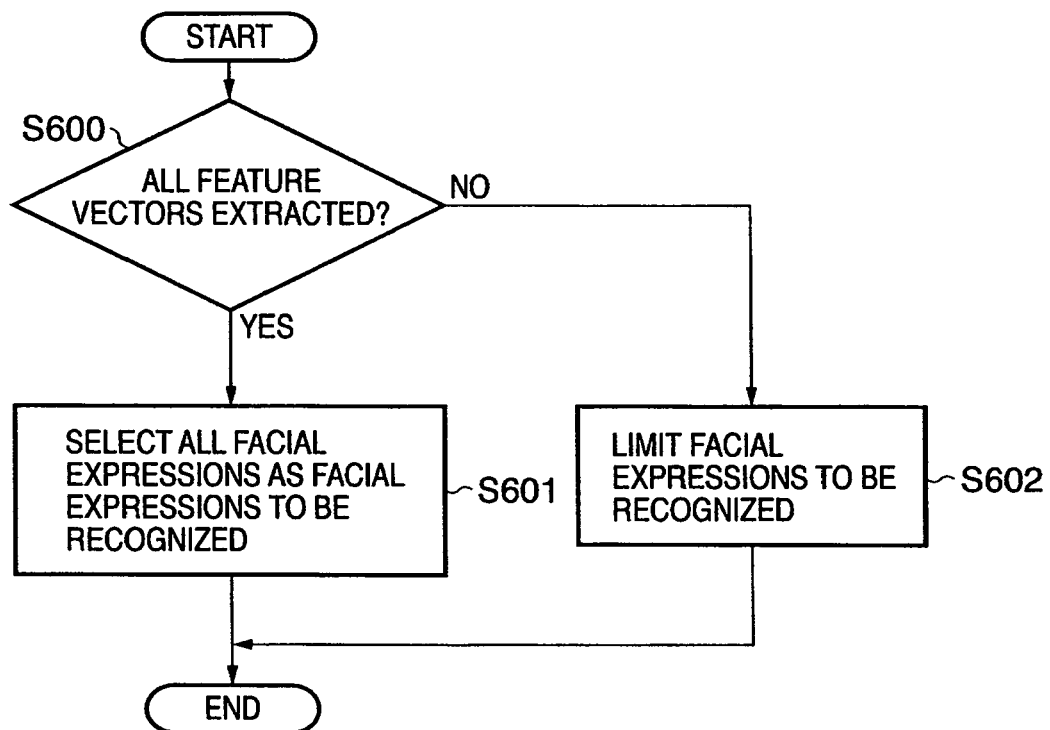 START
S600
ALL FEATURE
VECTORS EXTRACTED?
NO
YES
SELECT ALL FACIAL
EXPRESSIONS AS FACIAL
EXPRESSIONS TO BE
RECOGNIZED
S601
LIMIT FACIAL
EXPRESSIONS TO BE
RECOGNIZED
S602
END